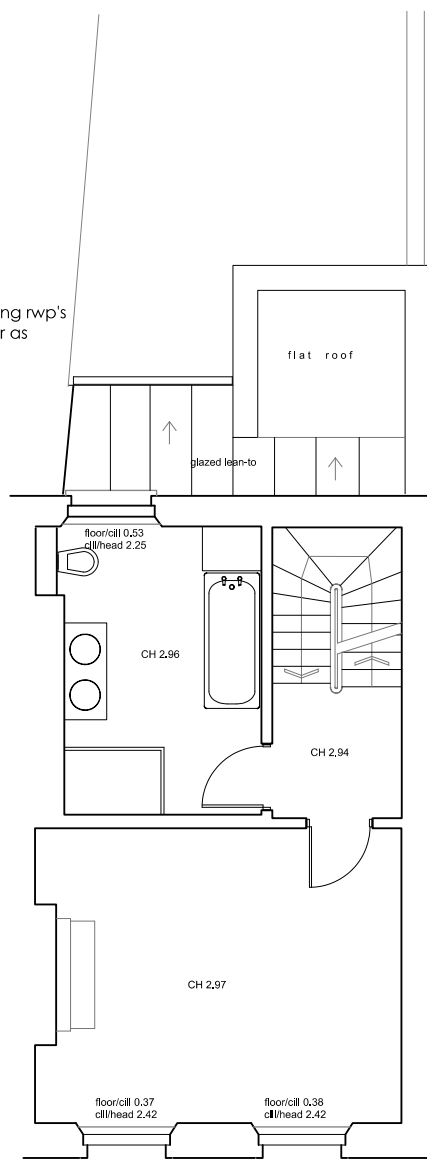 ng rwp's
r as
flat roof
glazed lean-to
floor/cill 0.53
cill/head 2.25
CH 2.96
CH 2.94
CH 2.97
floor/cill 0.37
cill/head 2.42
floor/cill 0.38
cill/head 2.42